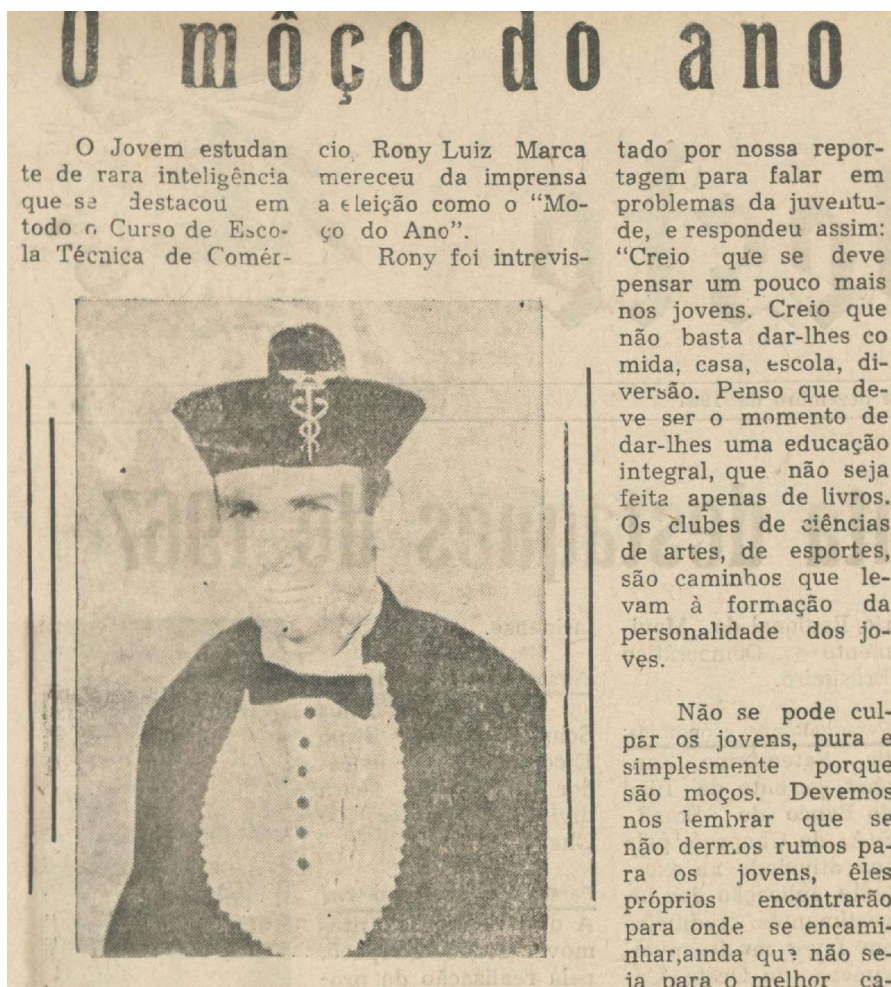 O môço do ano
O Jovem estudan
te de rara inteligência
que se destacou em
todo o Curso de Esco-
la Técnica de Comér-
cio, Rony Luiz Marca
mereceu da imprensa
a eleição como o “Mo-
ço do Ano”.
Rony foi intrevis-
tado por nossa repor-
tagem para falar em
problemas da juventu-
de, e respondeu assim:
“Creio que se deve
pensar um pouco mais
nos jovens. Creio que
não basta dar-lhes co
mida, casa, escola, di-
versão. Penso que de-
ve ser o momento de
dar-lhes uma educação
integral, que não seja
feita apenas de livros.
Os clubes de ciências
de artes, de esportes,
são caminhos que le-
vam à formação da
personalidade dos jo-
ves.
Não se pode cul-
par os jovens, pura e
simplesmente porque
são moços. Devemos
nos lembrar que se
não dermos rumos pa-
ra os jovens, êles
próprios encontrarão
para onde se encami-
nhar,ainda que não se-
ja para o melhor ca-